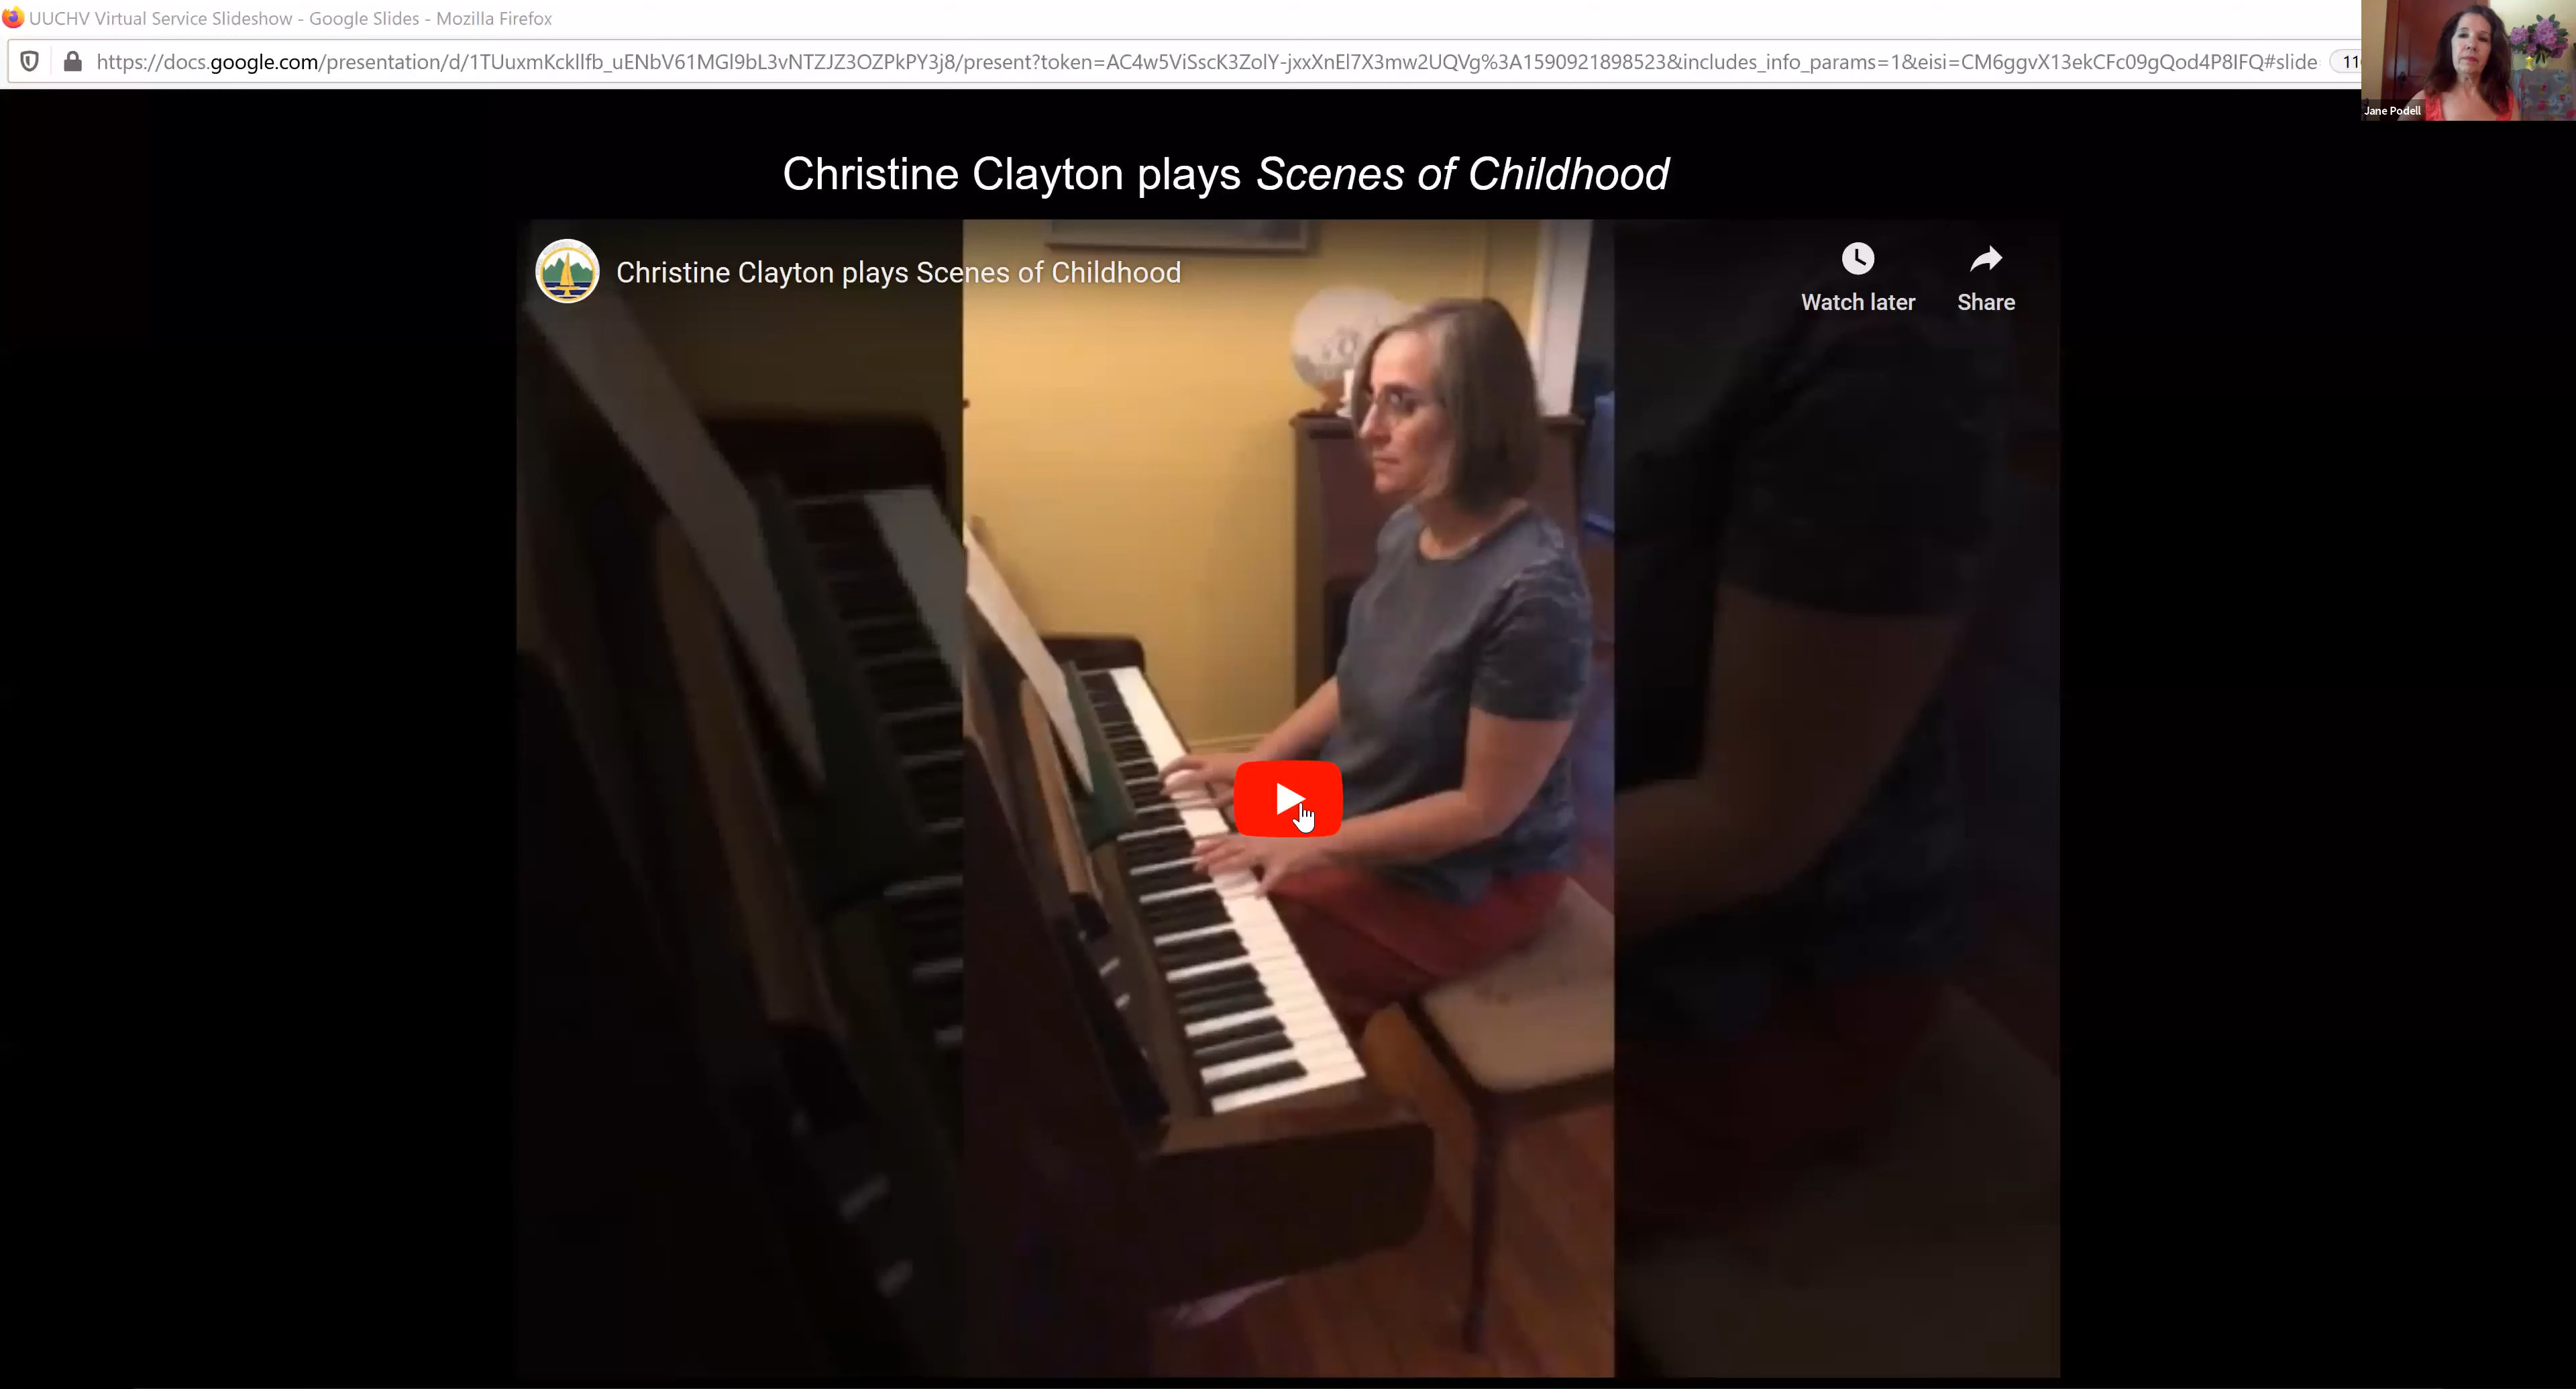 UUCHV Virtual Service Slideshow - Google Slides - Mozilla Firefox
https://docs.google.com/presentation/d/1TUuxmKckllfb_uENbV61MGl9bL3vNTZJZ3OZPkPY3j8/present?token=AC4w5ViSscK3ZolY-jxxXnEl7X3mw2UQVg%3A1590921898523&includes_info_params=1&eisi=CM6ggvX13ekCFc09gQod4P8IFQ#slide
Jane Podell
Christine Clayton plays Scenes of Childhood
Christine Clayton plays Scenes of Childhood
Watch later
Share